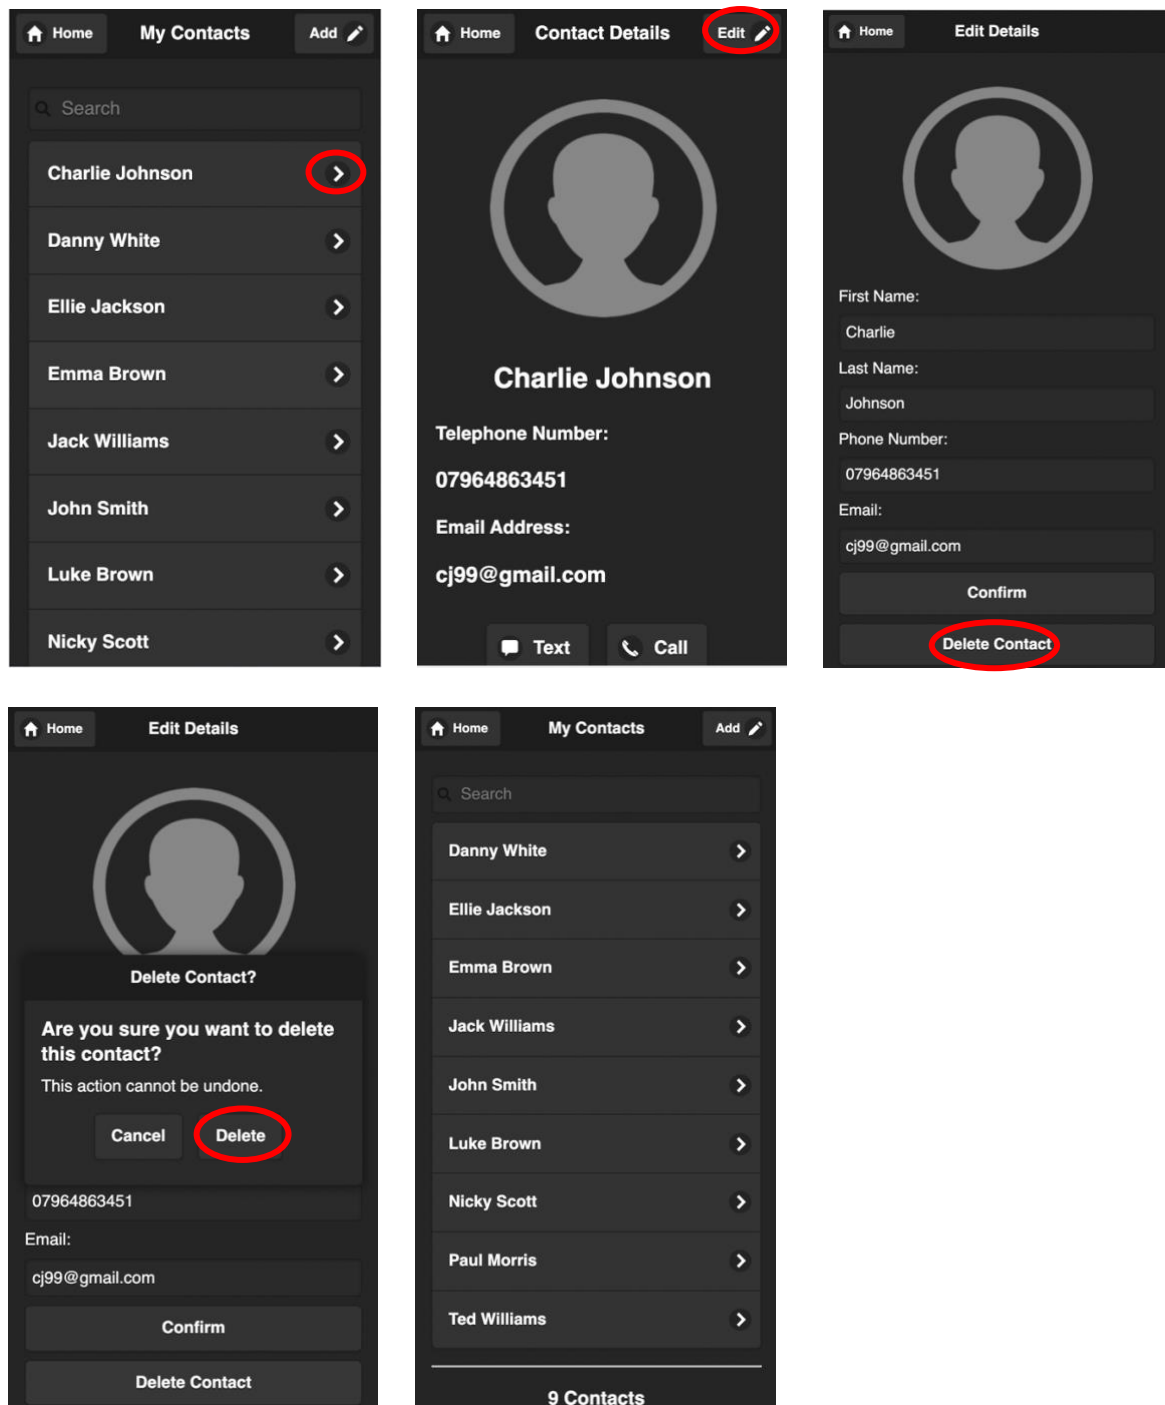 Home
My Contacts
Add
Search
Charlie Johnson
Danny White
Ellie Jackson
Emma Brown
Jack Williams
John Smith
Luke Brown
Nicky Scott
Home
Contact Details
Edit
Charlie Johnson
Telephone Number:
07964863451
Email Address:
cj99@gmail.com
Text
Call
Home
Edit Details
First Name:
Charlie
Last Name:
Johnson
Phone Number:
07964863451
Email:
cj99@gmail.com
Confirm
Delete Contact
Home
Edit Details
Delete Contact?
Are you sure you want to delete
this contact?
This action cannot be undone.
Cancel
Delete
07964863451
Email:
cj99@gmail.com
Confirm
Delete Contact
Home
My Contacts
Add
Search
Danny White
Ellie Jackson
Emma Brown
Jack Williams
John Smith
Luke Brown
Nicky Scott
Paul Morris
Ted Williams
9 Contacts